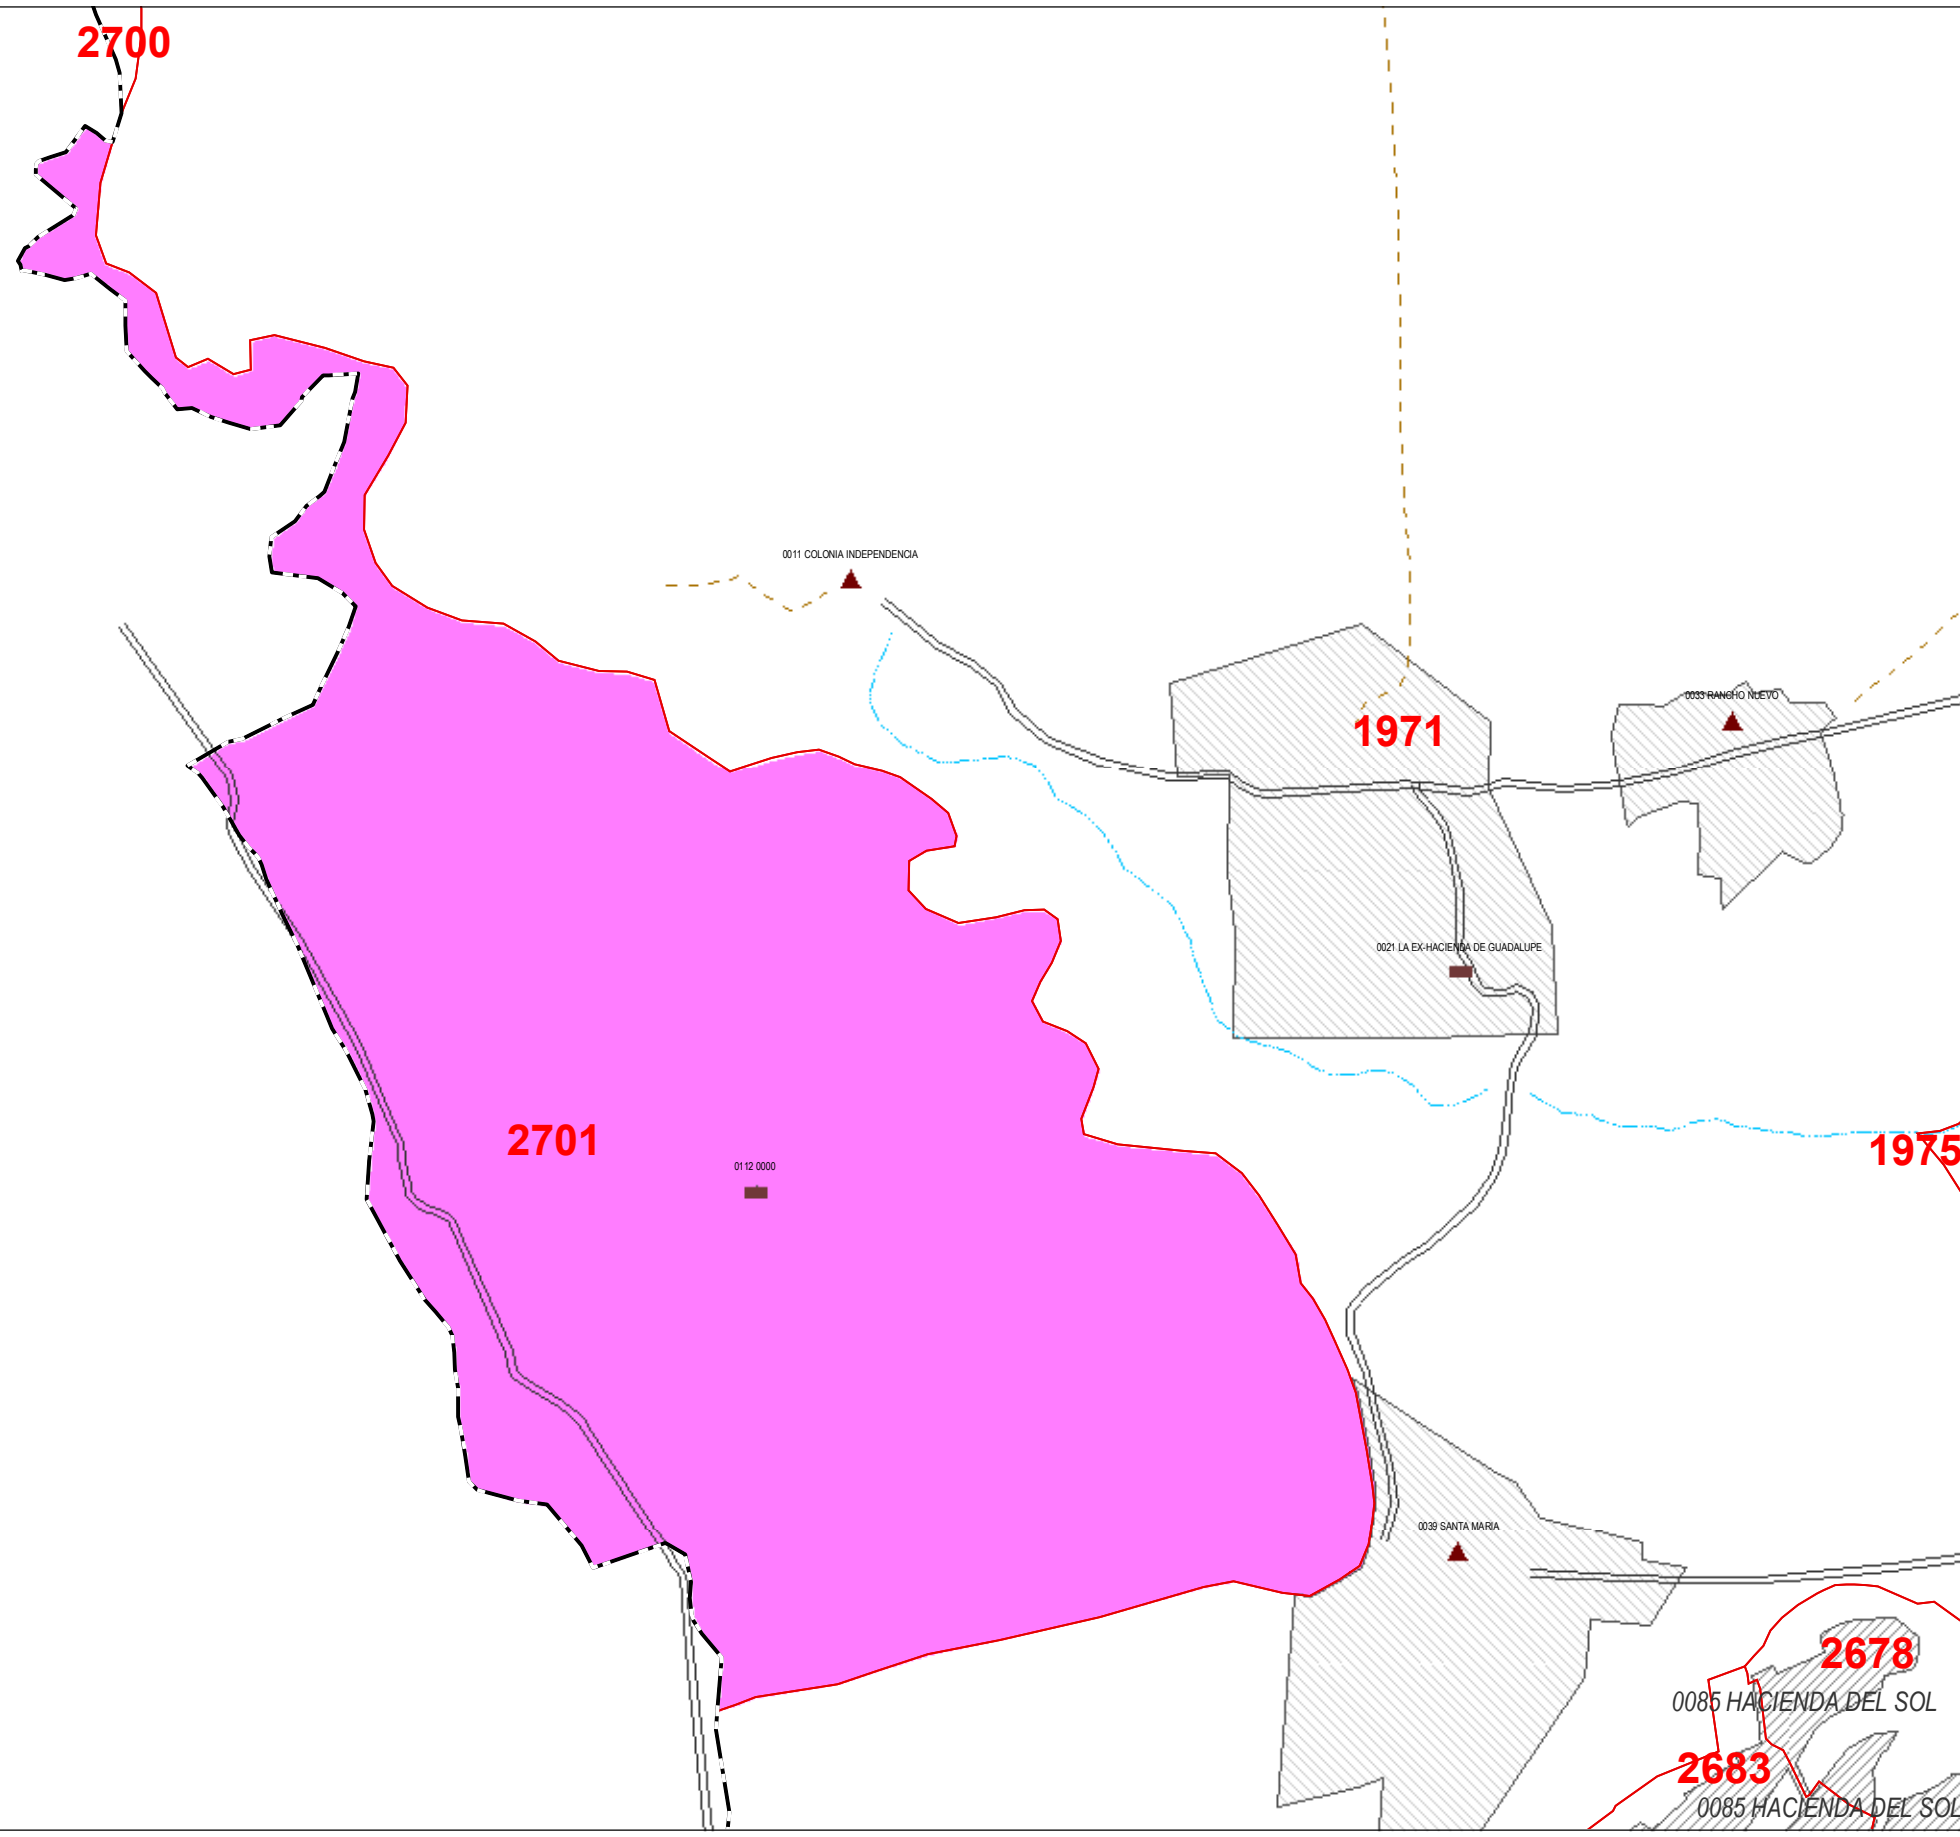 2700
0011 COLONIA INDEPENDENCIA
0033 RANCHO NUEVO
1971
0021 LA EX-HACIENDA DE GUADALUPE
2701
1975
0112 0000
0039 SANTA MARIA
2678
0085 HACIENDA DEL SOL
2683
0085 HACIENDA DEL SOL